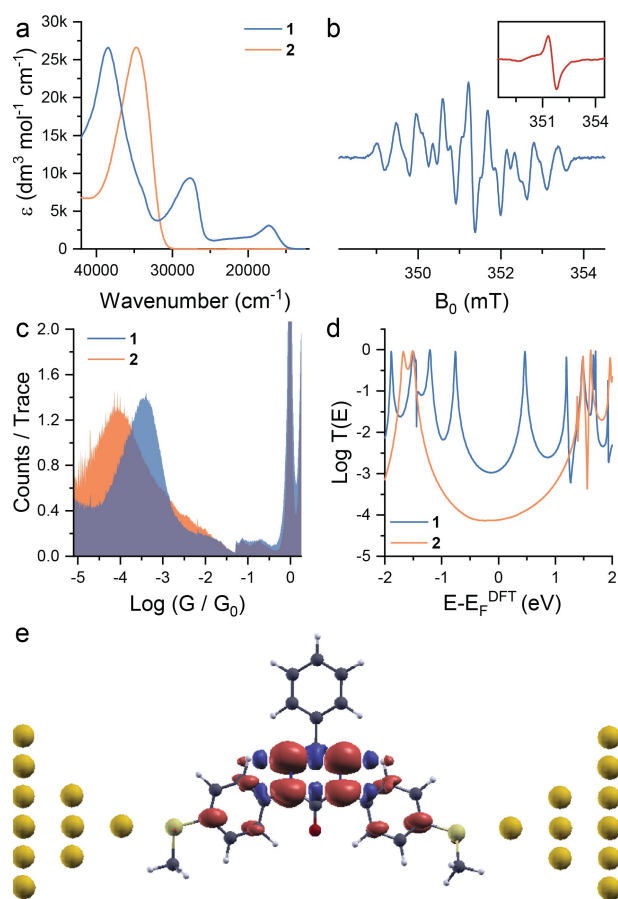 a
1
2
ε (dm³ mol⁻¹ cm⁻¹)
30k
25k
20k
15k
10k
5k
0
40000 30000 20000
Wavenumber (cm⁻¹)
b
351 354
350 352 354
B₀ (mT)
c
1
2
Counts / Trace
2.0
1.6
1.2
0.8
0.4
0.0
-5 -4 -3 -2 -1 0
Log (G / G₀)
d
Log T(E)
0
-1
-2
-3
-4
-5
1
2
-2 -1 0 1 2
E-E_F^DFT (eV)
e